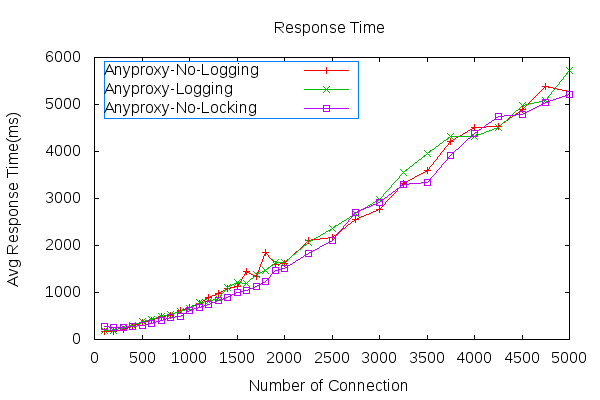 Response Time
6000
5000
4000
3000
2000
1000
0
Avg Response Time(ms)
Anyproxy-No-Logging
Anyproxy-Logging
Anyproxy-No-Locking
0 500 1000 1500 2000 2500 3000 3500 4000 4500 5000
Number of Connection